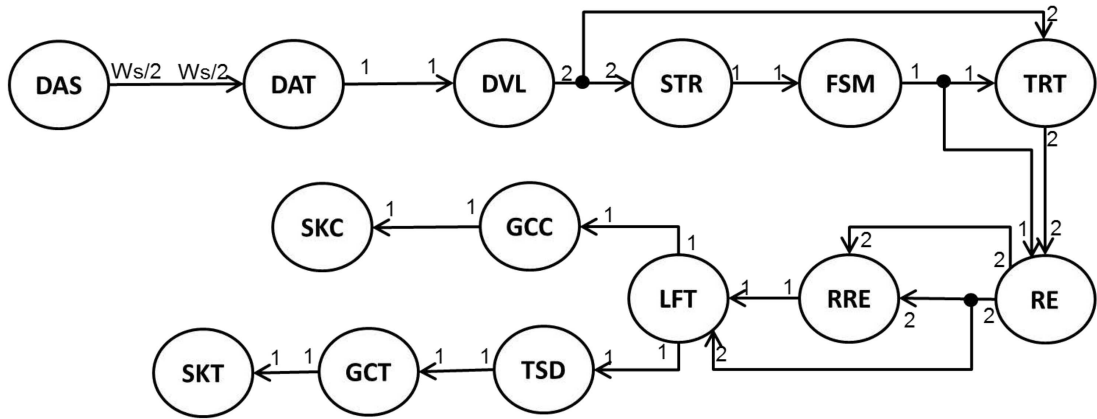 2
DAS Ws/2 Ws/2 DAT 1 1 DVL 2 2 STR 1 1 FSM 1 1 TRT
2
SKC 1 1 GCC 1 1 2 1 2 2
LFT 1 1 RRE 2 2 RE
SKT 1 1 GCT 1 1 TSD 1 1 2